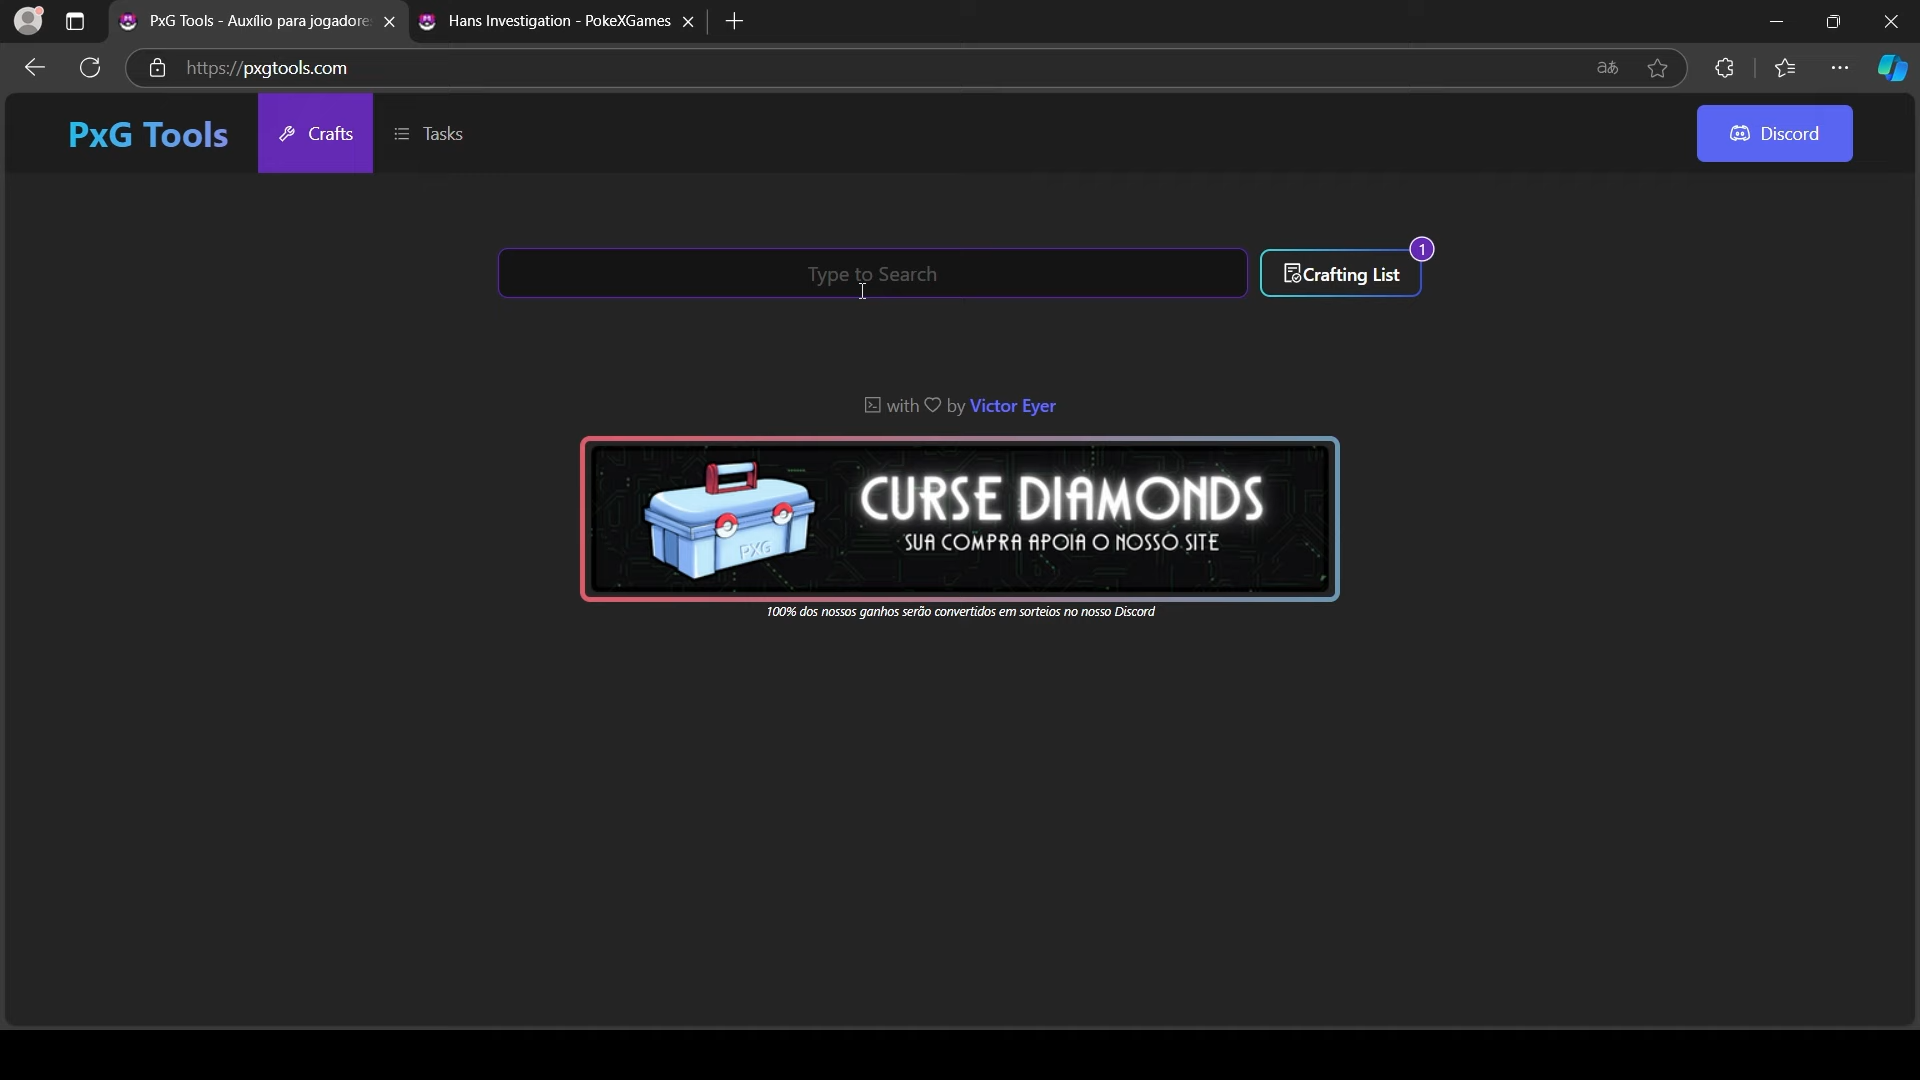 PxG Tools - Auxílio para jogadore
Hans Investigation - PokeXGames
https://pxgtools.com
aあ
PxG Tools
Crafts
Tasks
Discord
Type to Search
Crafting List
1
with ♡ by Victor Eyer
PXG
CURSE DIAMONDS
SUA COMPRA APOIA O NOSSO SITE
100% dos nossos ganhos serão convertidos em sorteios no nosso Discord